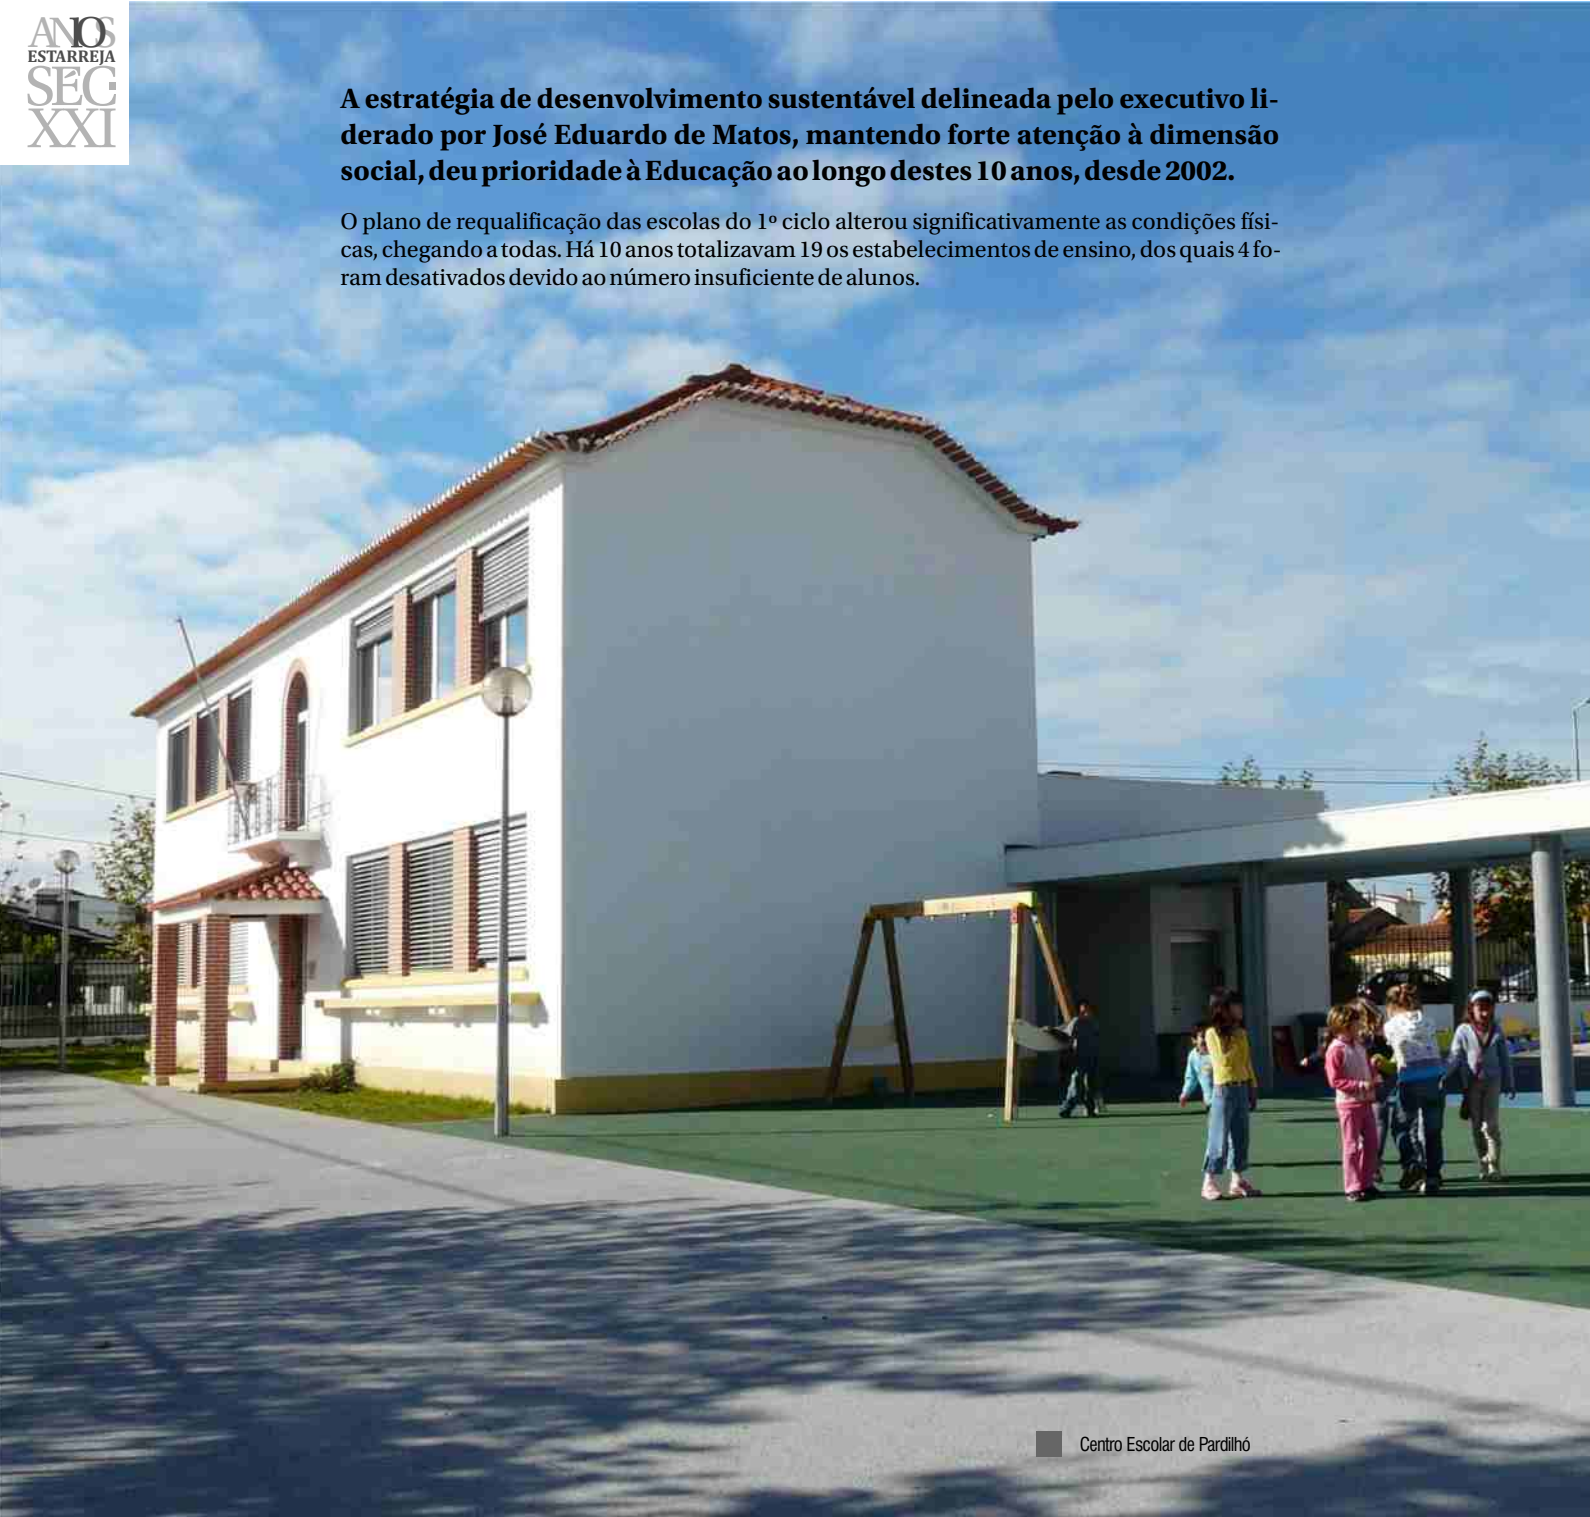 ANOS
10
ESTARREJA
SÉC
XXI
A estratégia de desenvolvimento sustentável delineada pelo executivo li-
derado por José Eduardo de Matos, mantendo forte atenção à dimensão
social, deu prioridade à Educação ao longo destes 10 anos, desde 2002.
O plano de requalificação das escolas do 1º ciclo alterou significativamente as condições físi-
cas, chegando a todas. Há 10 anos totalizavam 19 os estabelecimentos de ensino, dos quais 4 fo-
ram desativados devido ao número insuficiente de alunos.
Centro Escolar de Pardilhó